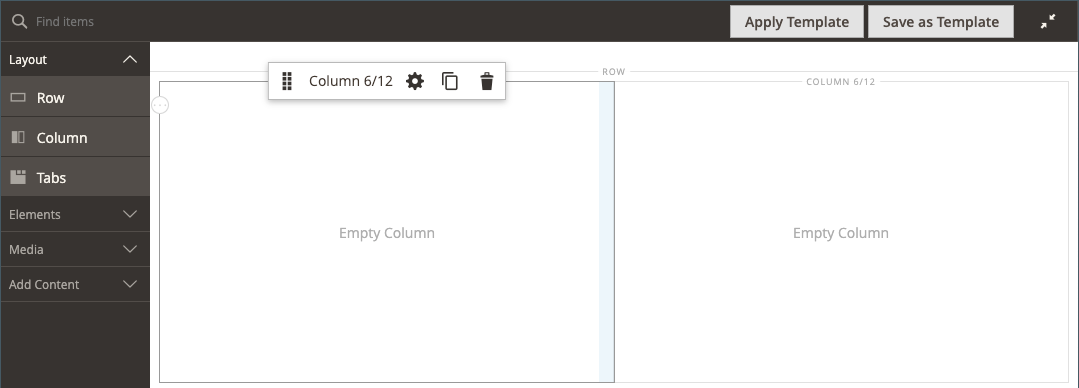 Find items
Apply Template
Save as Template
Layout
Row
Column
Tabs
Elements
Media
Add Content
ROW
Column 6/12
COLUMN 6/12
Empty Column
Empty Column